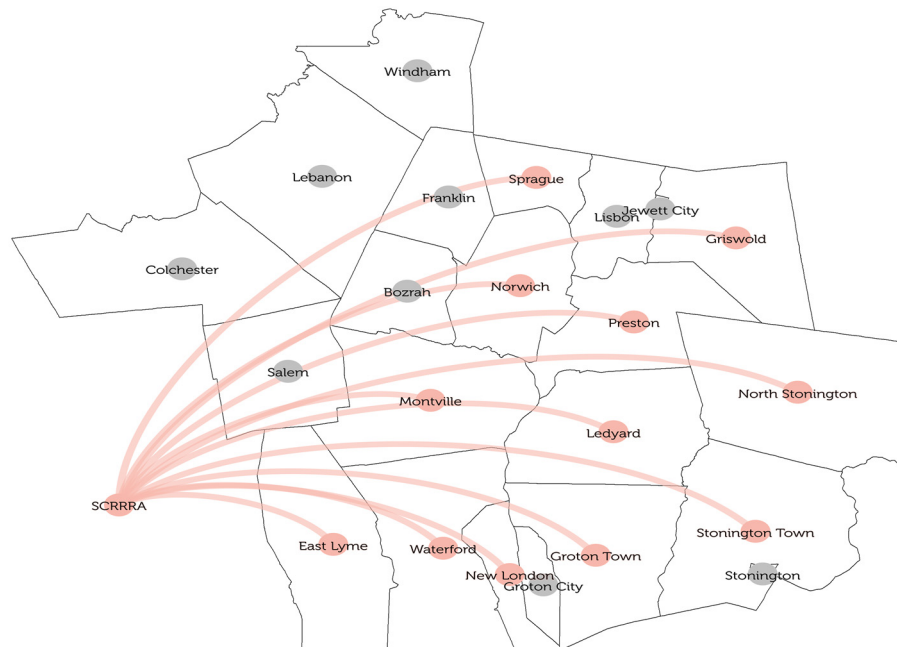 Windham
Lebanon
Sprague
Franklin
Jewett City
Lisbon
Griswold
Colchester
Norwich
Bozrah
Preston
Salem
North Stonington
Montville
Ledyard
SCRRRA
Stonington Town
East Lyme
Waterford
Groton Town
New London
Stonington
Groton City